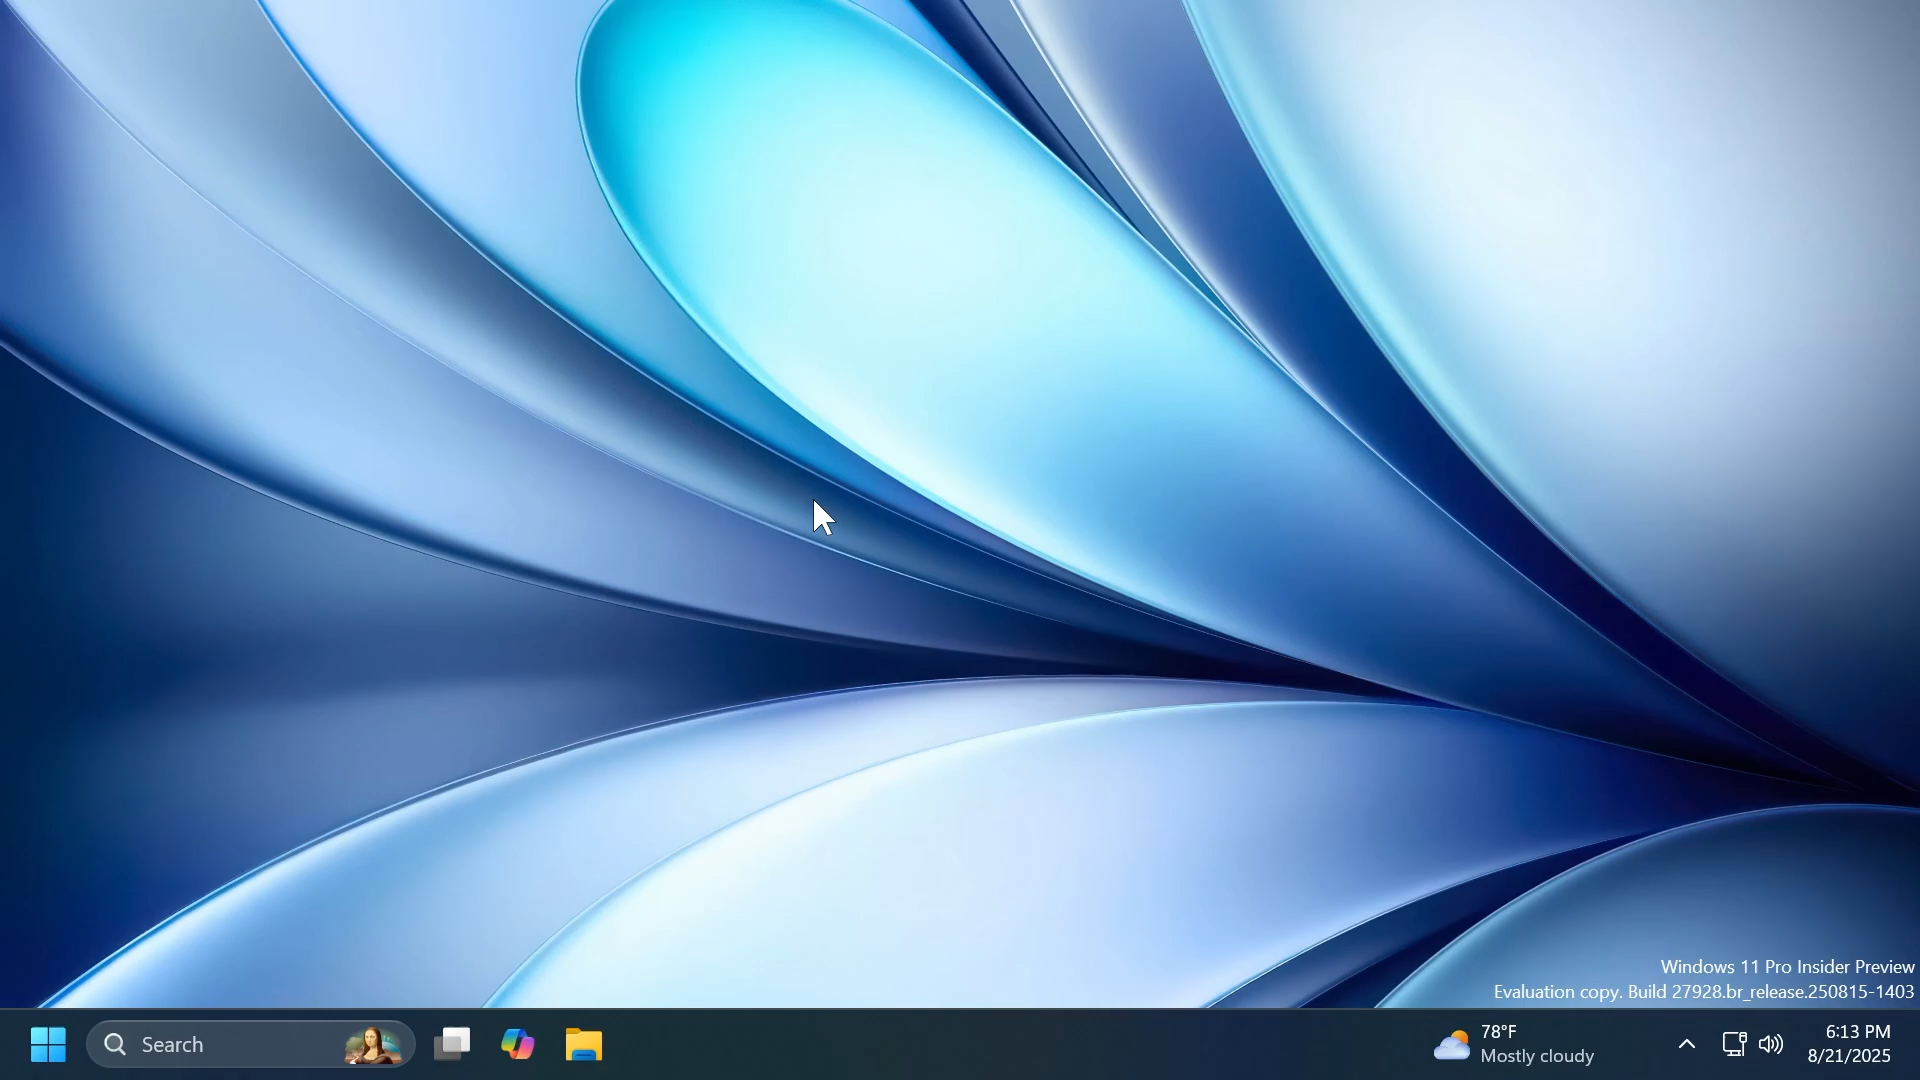 Windows 11 Pro Insider Preview
Evaluation copy. Build 27928.br_release.250815-1403
Search
78°F
Mostly cloudy
6:13 PM
8/21/2025